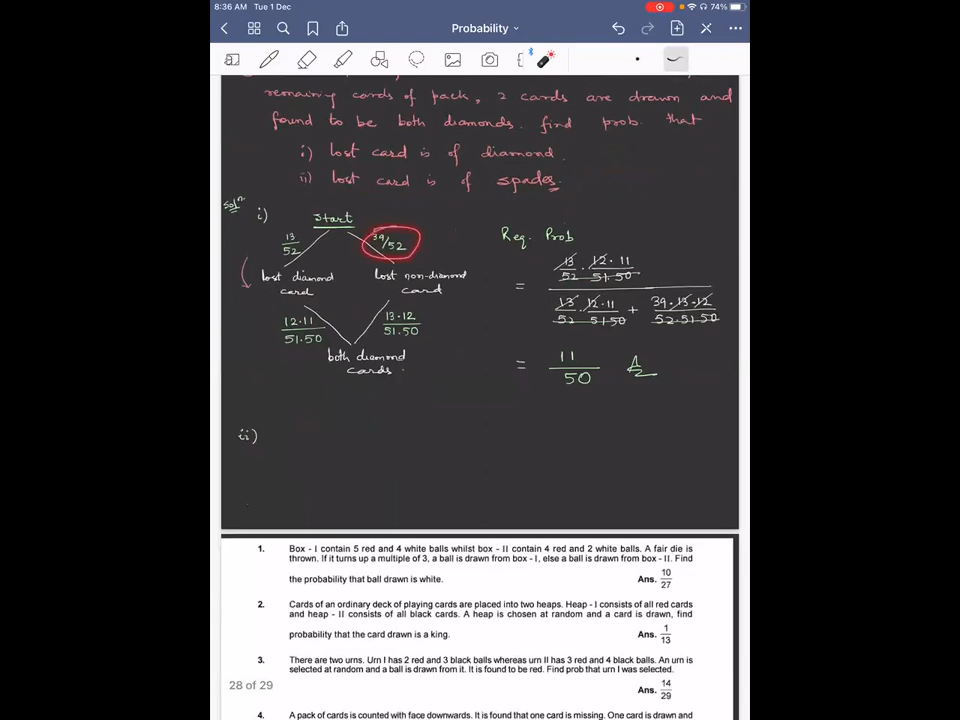 8:36 AM Tue 1 Dec
74%
Probability
remaining cards of pack, 2 cards are drawn and
found to be both diamonds. find prob. that
i) lost card is of diamond.
ii) lost card is of spades.
Solⁿ
i)
start
13/52
39/52
lost diamond card
lost non-diamond card
12·11/51.50
13·12/51.50
both diamond cards.
Req. Prob
= (13/52 · 12·11/51.50) / (13/52 · 12·11/51.50 + 39·13·12/52·51·50)
= 11/50 A
ii)
1. Box - I contain 5 red and 4 white balls whilst box - II contain 4 red and 2 white balls. A fair die is
thrown. If it turns up a multiple of 3, a ball is drawn from box - I, else a ball is drawn from box - II. Find
the probability that ball drawn is white. Ans. 10/27
2. Cards of an ordinary deck of playing cards are placed into two heaps. Heap - I consists of all red cards
and heap - II consists of all black cards. A heap is chosen at random and a card is drawn, find
probability that the card drawn is a king. Ans. 1/13
3. There are two urns. Urn I has 2 red and 3 black balls whereas urn II has 3 red and 4 black balls. An urn is
selected at random and a ball is drawn from it. It is found to be red. Find prob that urn I was selected.
Ans. 14/29
28 of 29
4. A pack of cards is counted with face downwards. It is found that one card is missing. One card is drawn and